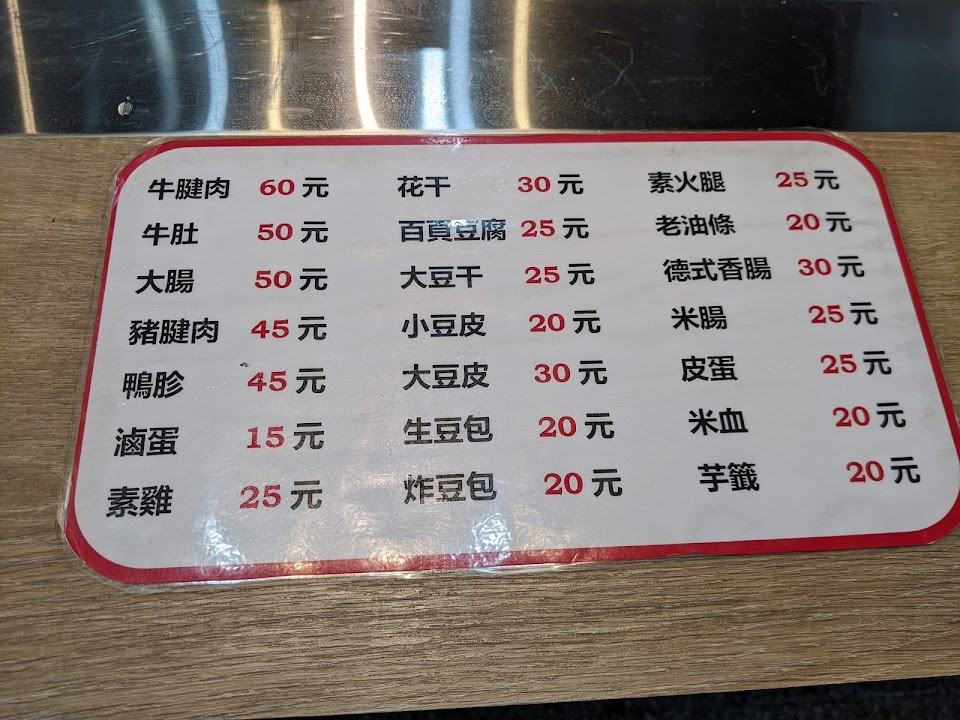 牛腱肉 60元
牛肚 50元
大腸 50元
豬腱肉 45元
鴨胗 45元
滷蛋 15元
素雞 25元
花干 30元
百頁豆腐 25元
大豆干 25元
小豆皮 20元
大豆皮 30元
生豆包 20元
炸豆包 20元
素火腿 25元
老油條 20元
德式香腸 30元
米腸 25元
皮蛋 25元
米血 20元
芋籤 20元